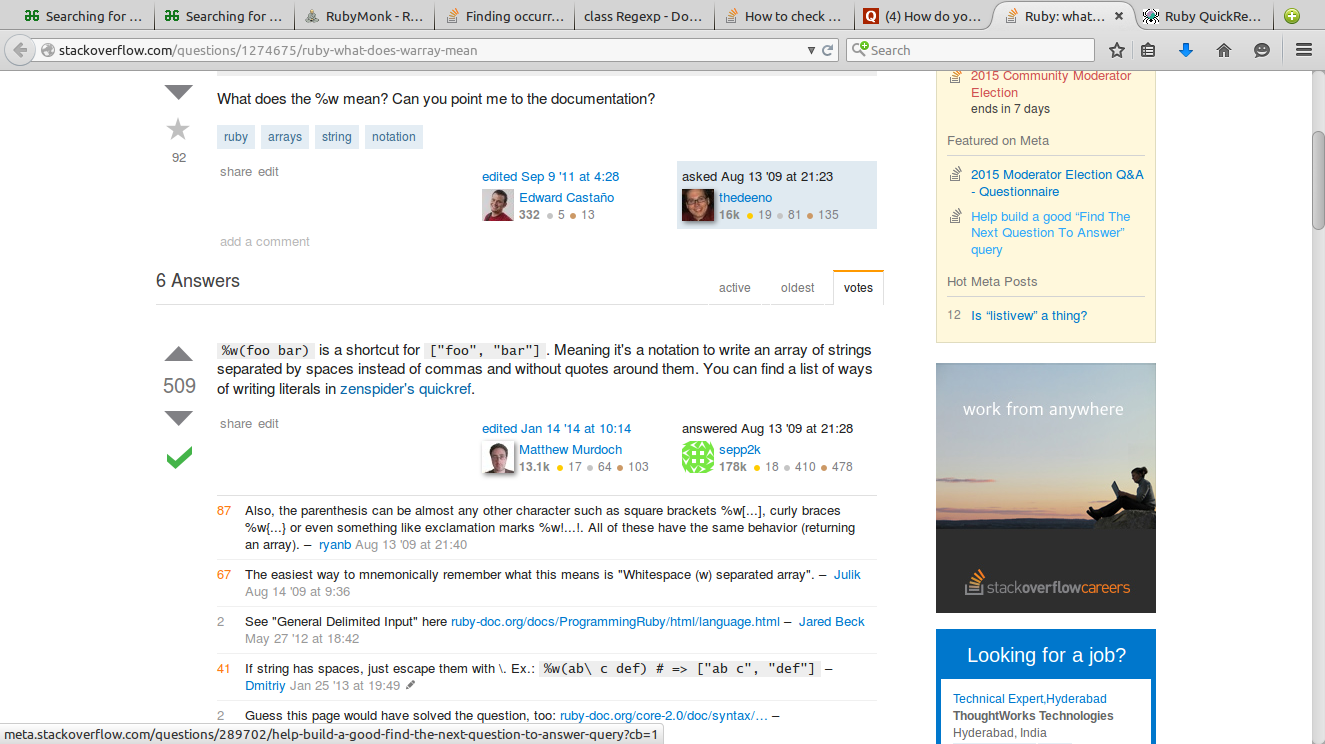 Searching for ...
Searching for ...
RubyMonk - R...
Finding occurr...
class Regexp - Do...
How to check ...
(4) How do yo...
Ruby: what...
Ruby QuickRe...
stackoverflow.com/questions/1274675/ruby-what-does-warray-mean
Search
What does the %w mean? Can you point me to the documentation?
92
ruby arrays string notation
share edit
edited Sep 9 '11 at 4:28
Edward Castaño
332 5 13
asked Aug 13 '09 at 21:23
thedeeno
16k 19 81 135
add a comment
6 Answers
active oldest votes
509
%w(foo bar) is a shortcut for ["foo", "bar"] . Meaning it's a notation to write an array of strings
separated by spaces instead of commas and without quotes around them. You can find a list of ways
of writing literals in zenspider's quickref.
share edit
edited Jan 14 '14 at 10:14
Matthew Murdoch
13.1k 17 64 103
answered Aug 13 '09 at 21:28
sepp2k
178k 18 410 478
87 Also, the parenthesis can be almost any other character such as square brackets %w[...], curly braces
%w{...} or even something like exclamation marks %w!...!. All of these have the same behavior (returning
an array). – ryanb Aug 13 '09 at 21:40
67 The easiest way to mnemonically remember what this means is "Whitespace (w) separated array". – Julik
Aug 14 '09 at 9:36
2 See "General Delimited Input" here ruby-doc.org/docs/ProgrammingRuby/html/language.html – Jared Beck
May 27 '12 at 18:42
41 If string has spaces, just escape them with \. Ex.: %w(ab\ c def) # => ["ab c", "def"] –
Dmitriy Jan 25 '13 at 19:49
2 Guess this page would have solved the question, too: ruby-doc.org/core-2.0/doc/syntax/… –
meta.stackoverflow.com/questions/289702/help-build-a-good-find-the-next-question-to-answer-query?cb=1
2015 Community Moderator
Election
ends in 7 days
Featured on Meta
2015 Moderator Election Q&A
- Questionnaire
Help build a good “Find The
Next Question To Answer”
query
Hot Meta Posts
12 Is “listivew” a thing?
work from anywhere
stackoverflowcareers
Looking for a job?
Technical Expert,Hyderabad
ThoughtWorks Technologies
Hyderabad, India